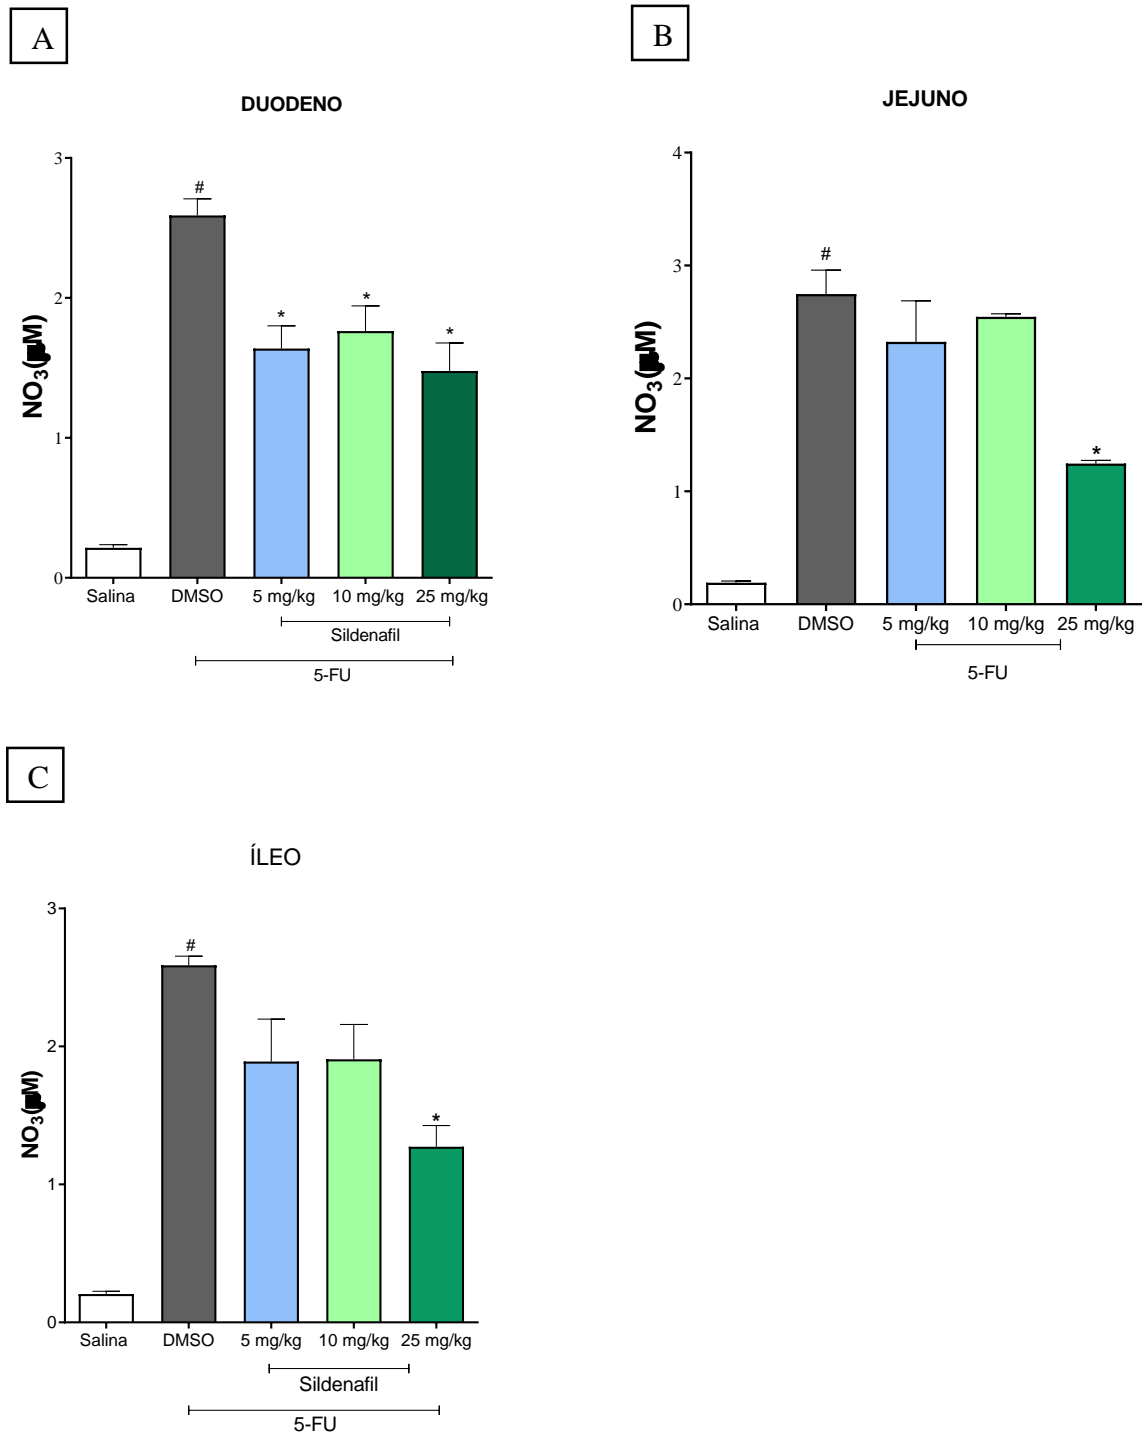 A
DUODENO
NO3(μM)
3
2
1
0
#
*
*
*
Salina DMSO 5 mg/kg 10 mg/kg 25 mg/kg
Sildenafil
5-FU
B
JEJUNO
NO3(μM)
4
3
2
1
0
#
*
Salina DMSO 5 mg/kg 10 mg/kg 25 mg/kg
5-FU
C
ÍLEO
NO3(μM)
3
2
1
0
#
*
Salina DMSO 5 mg/kg 10 mg/kg 25 mg/kg
Sildenafil
5-FU